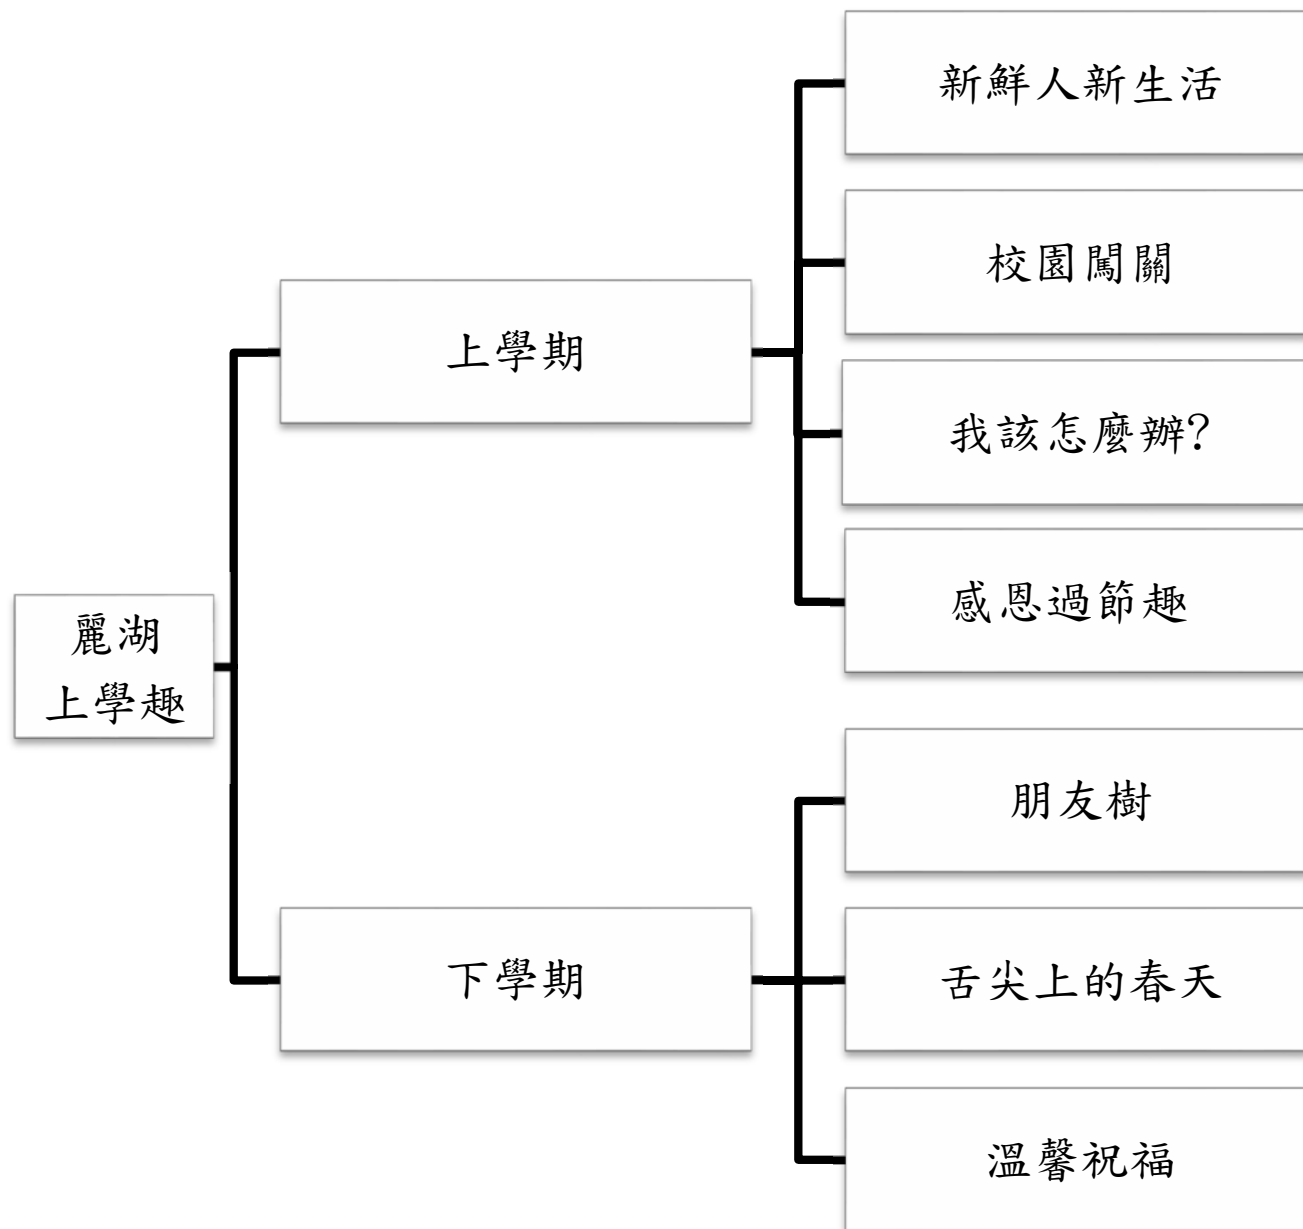 麗湖
上學趣
上學期
新鮮人新生活
校園闖關
我該怎麼辦?
感恩過節趣
下學期
朋友樹
舌尖上的春天
溫馨祝福